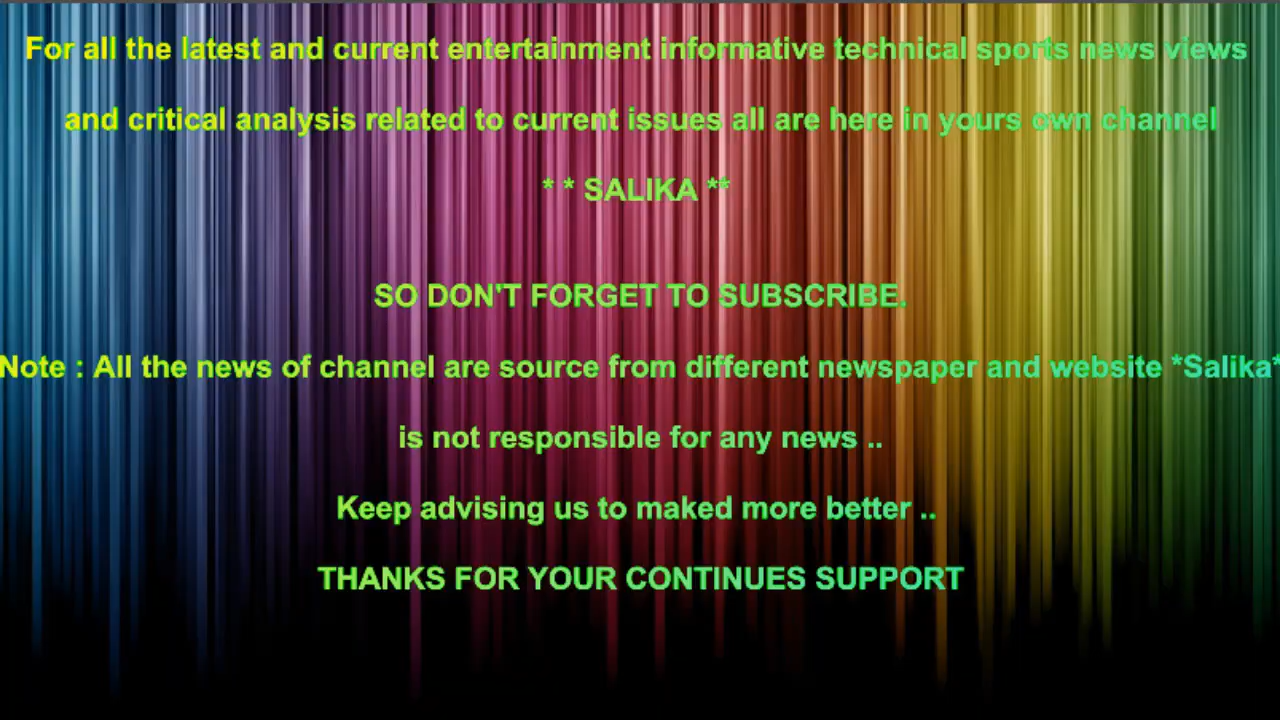 For all the latest and current entertainment informative technical sports news views
and critical analysis related to current issues all are here in yours own channel
* * SALIKA **
SO DON'T FORGET TO SUBSCRIBE.
Note : All the news of channel are source from different newspaper and website *Salika*
is not responsible for any news ..
Keep advising us to maked more better ..
THANKS FOR YOUR CONTINUES SUPPORT